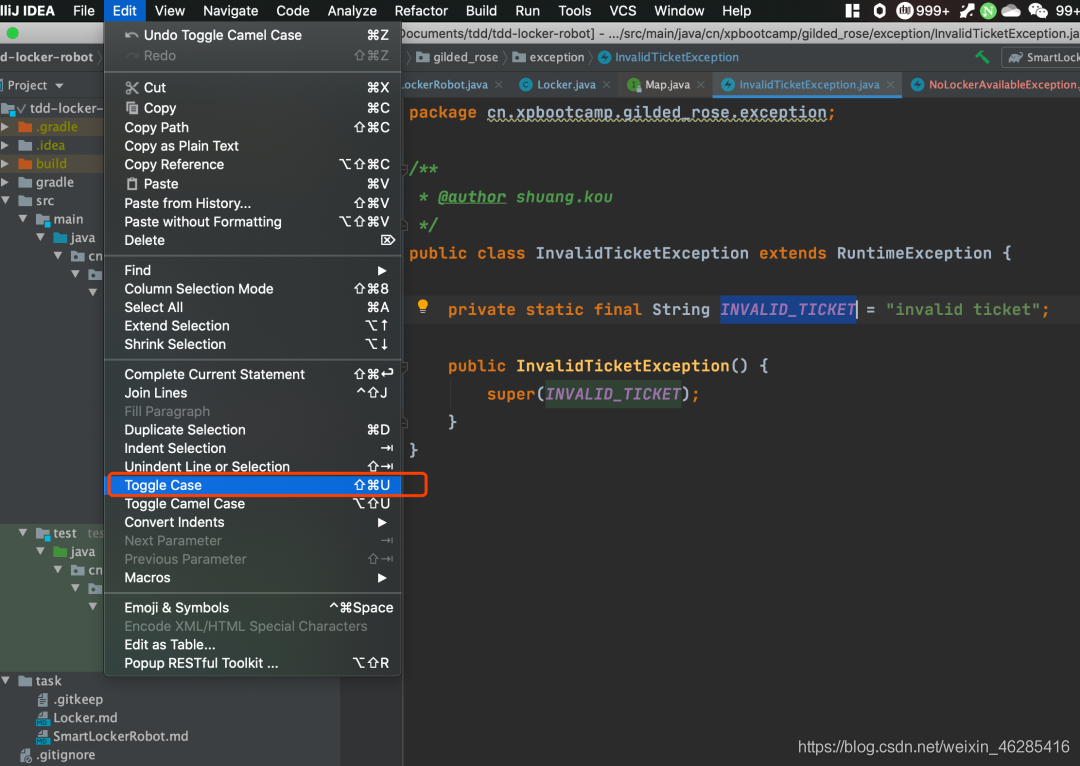 lliJ IDEA File Edit View Navigate Code Analyze Refactor Build Run Tools VCS Window Help 999+ 99+
Documents/tdd/tdd-locker-robot] - .../src/main/java/cn/xpbootcamp/gilded_rose/exception/InvalidTicketException.ja
d-locker-robot gilded_rose exception InvalidTicketException SmartLock
Project
ockerRobot.java Locker.java Map.java InvalidTicketException.java NoLockerAvailableException.
tdd-locker-
.gradle
.idea
build
gradle
src
main
java
cn
test tes
java
cn
task
.gitkeep
Locker.md
SmartLockerRobot.md
.gitignore
Undo Toggle Camel Case ⌘Z
Redo ⇧⌘Z
Cut ⌘X
Copy ⌘C
Copy Path ⇧⌘C
Copy as Plain Text
Copy Reference ⌥⇧⌘C
Paste ⌘V
Paste from History... ⇧⌘V
Paste without Formatting ⌥⇧⌘V
Delete ⌦
Find ▶
Column Selection Mode ⇧⌘8
Select All ⌘A
Extend Selection ⌥↑
Shrink Selection ⌥↓
Complete Current Statement ⇧⌘↩
Join Lines ^⇧J
Fill Paragraph
Duplicate Selection ⌘D
Indent Selection ⇥
Unindent Line or Selection ⇧⇥
Toggle Case ⇧⌘U
Toggle Camel Case ⌥⇧U
Convert Indents ▶
Next Parameter ⇥
Previous Parameter ⇧⇥
Macros ▶
Emoji & Symbols ^⌘Space
Encode XML/HTML Special Characters
Edit as Table...
Popup RESTful Toolkit ... ⌥⇧R
package cn.xpbootcamp.gilded_rose.exception;
/**
* @author shuang.kou
*/
public class InvalidTicketException extends RuntimeException {
private static final String INVALID_TICKET = "invalid ticket";
public InvalidTicketException() {
super(INVALID_TICKET);
}
}
https://blog.csdn.net/weixin_46285416